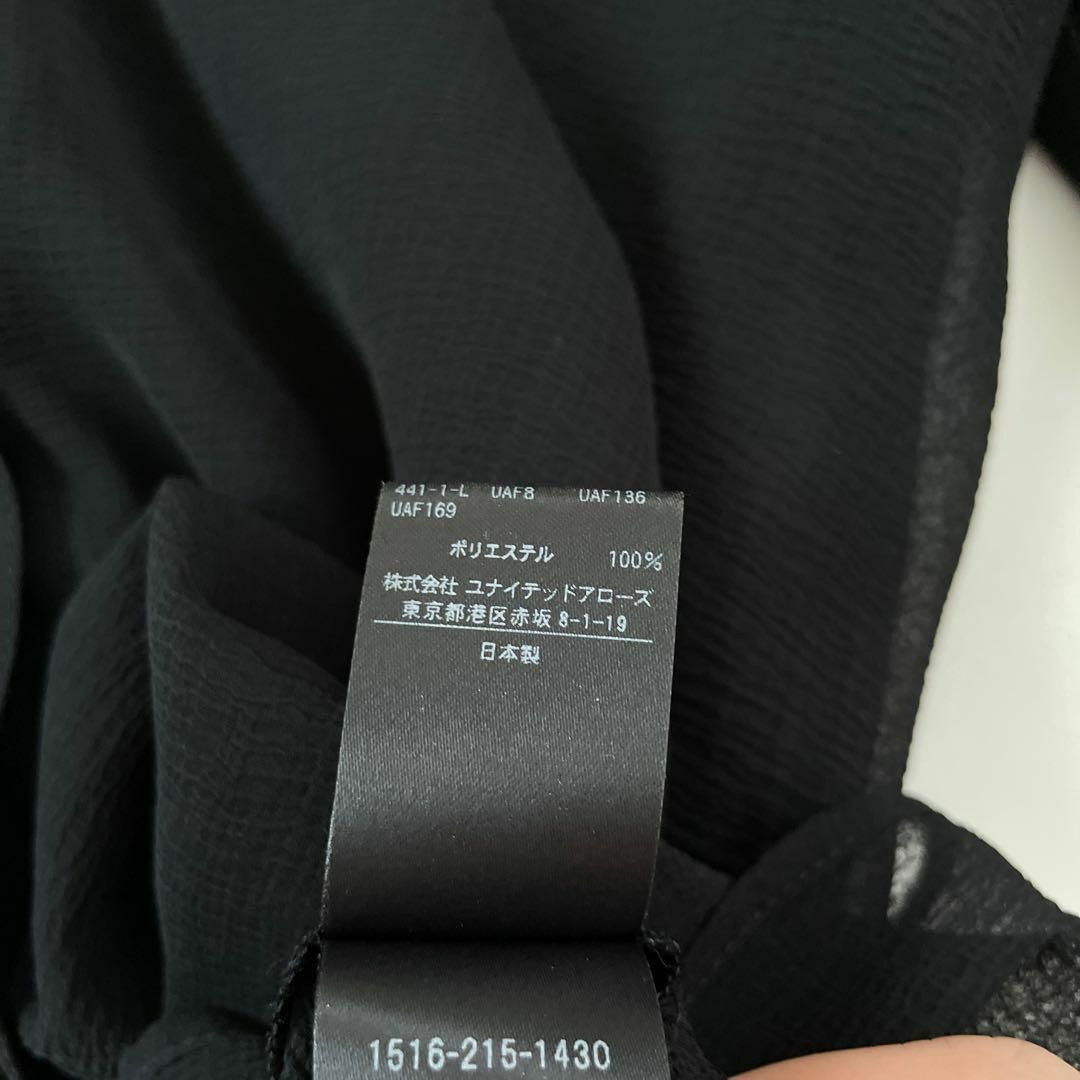 441-1-L UAF8 UAF136
UAF169
ポリエステル 100%
株式会社 ユナイテッドアローズ
東京都港区赤坂 8-1-19
日本製
1516-215-1430